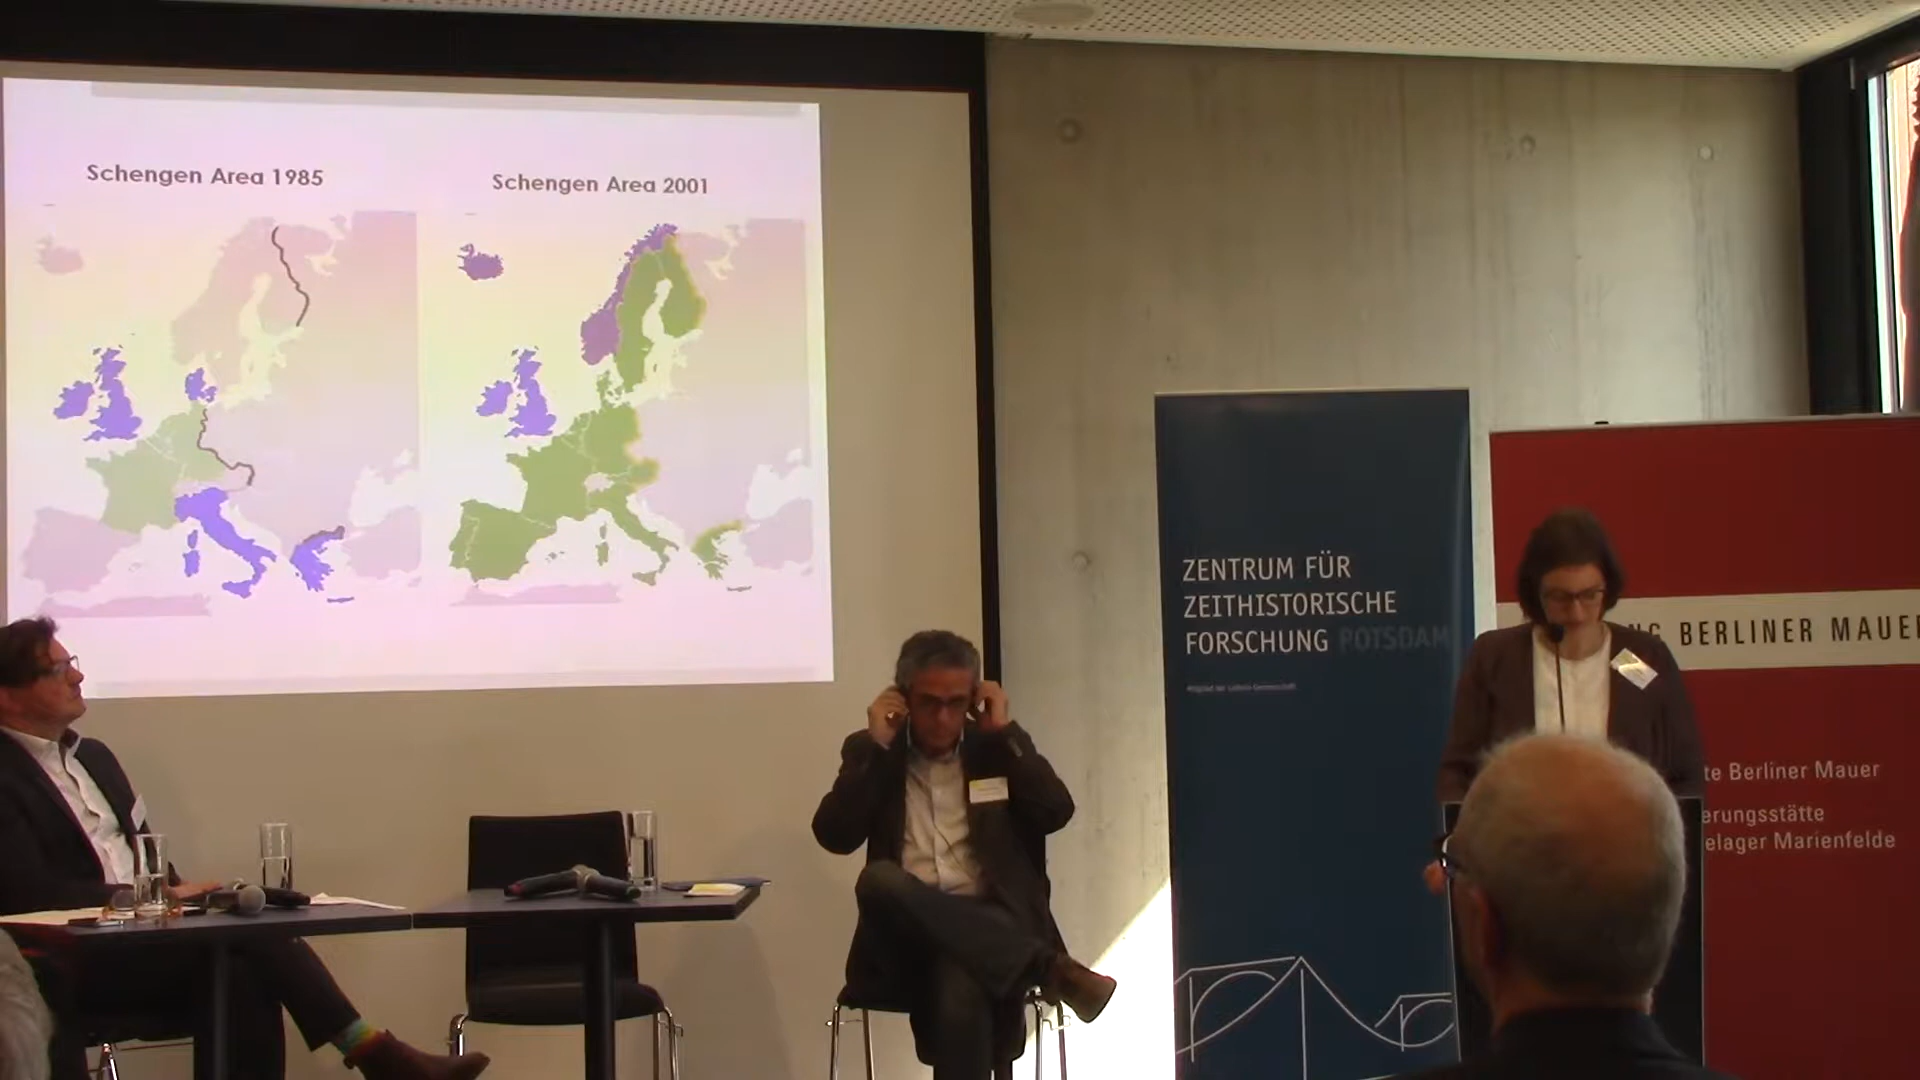 Schengen Area 1985
Schengen Area 2001
ZENTRUM FÜR
ZEITHISTORISCHE
FORSCHUNG POTSDAM
NG BERLINER MAUER
te Berliner Mauer
erungsstätte
elager Marienfelde